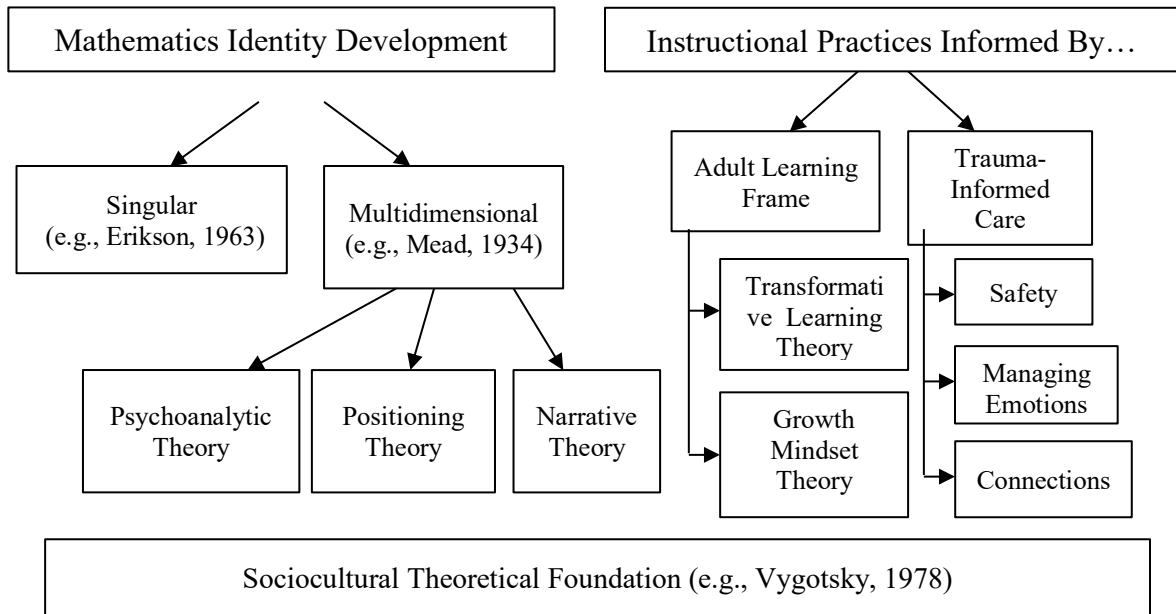 Mathematics Identity Development
Instructional Practices Informed By…
Singular
(e.g., Erikson, 1963)
Multidimensional
(e.g., Mead, 1934)
Adult Learning
Frame
Trauma-
Informed
Care
Psychoanalytic
Theory
Positioning
Theory
Narrative
Theory
Transformati
ve Learning
Theory
Growth
Mindset
Theory
Safety
Managing
Emotions
Connections
Sociocultural Theoretical Foundation (e.g., Vygotsky, 1978)